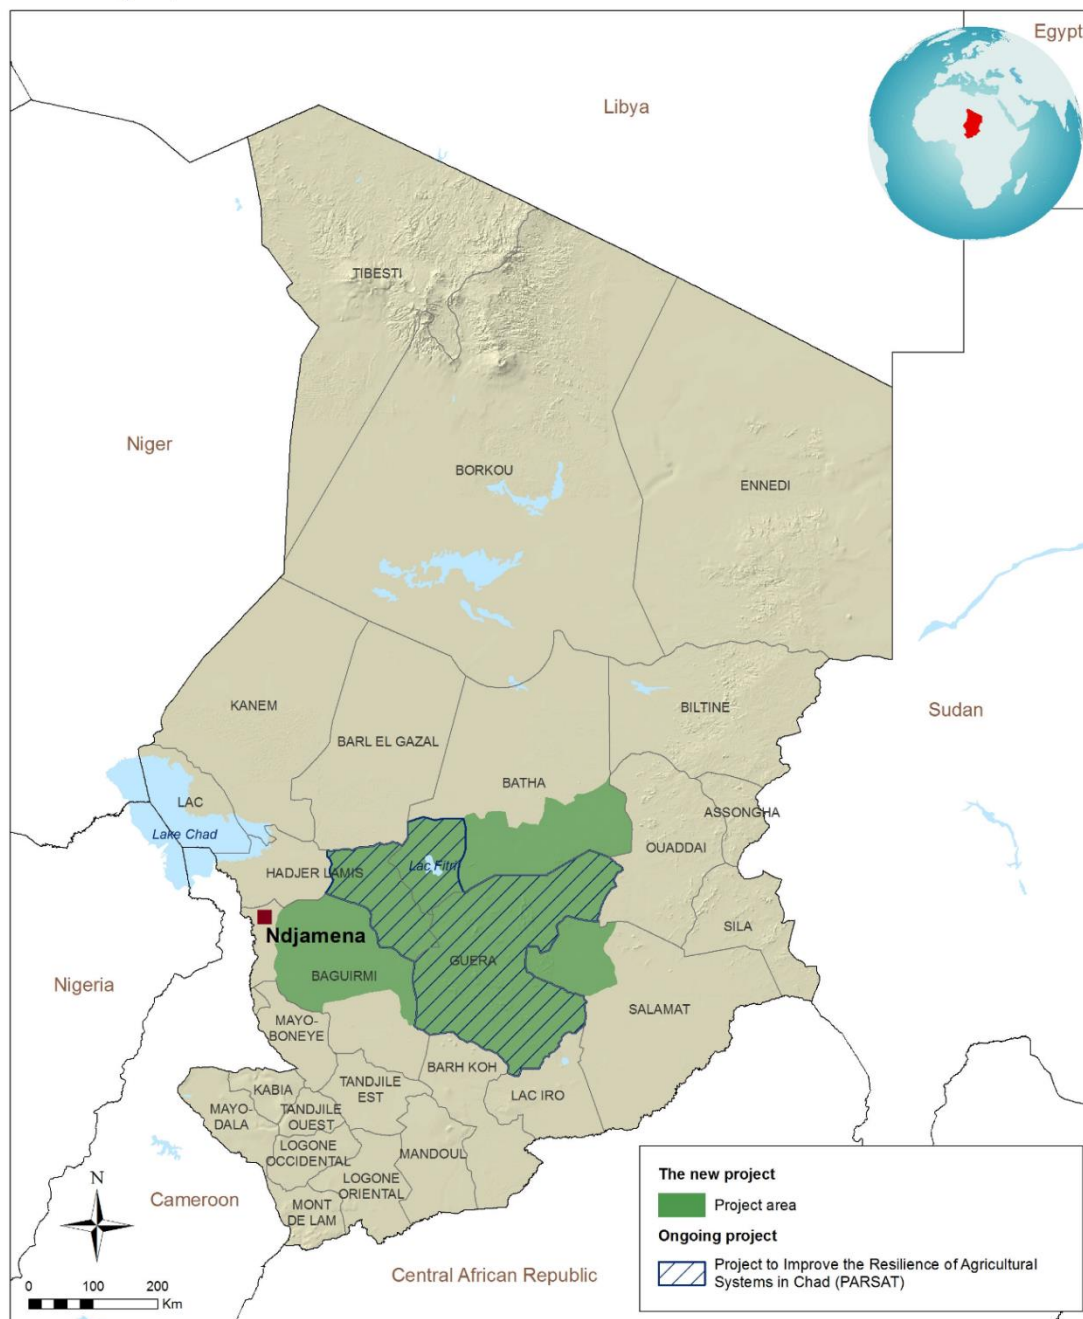 Egypt
Libya
TIBESTI
Niger
BORKOU
ENNEDI
KANEM
BARL EL GAZAL
BILTINE
Sudan
BATHA
LAC
Lake Chad
ASSONGHA
OUADDAI
HADJER LAMIS
Lac Fitri
Ndjamena
SILA
GUERA
BAGUIRMI
Nigeria
SALAMAT
MAYO-
BONEYE
BARH KOH
TANDJILE
EST
KABIA
LAC IRO
MAYO-
DALA
TANDJILE
OUEST
LOGONE
OCCIDENTAL
MANDOUL
LOGONE
ORIENTAL
MONT
DE LAM
Cameroon
Central African Republic
N
0 100 200
Km
The new project
Project area
Ongoing project
Project to Improve the Resilience of Agricultural
Systems in Chad (PARSAT)